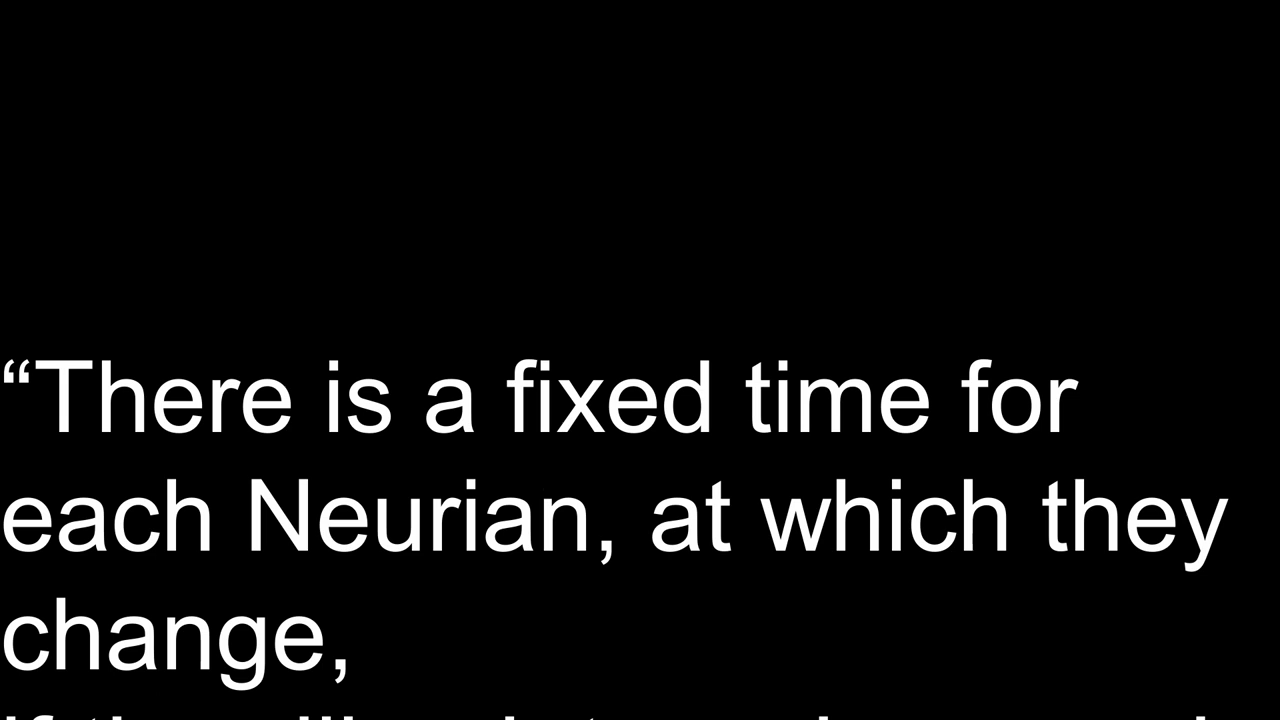 “There is a fixed time for
each Neurian, at which they
change,